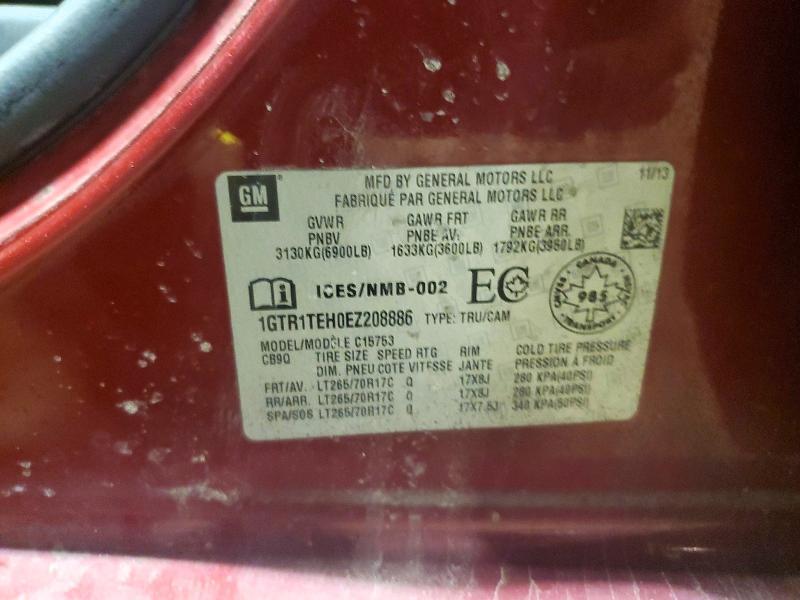 GM
MFD BY GENERAL MOTORS LLC 11/13
FABRIQUÉ PAR GENERAL MOTORS LLC
GVWR GAWR FRT GAWR RR
PNBV PNBE AV. PNBE ARR.
3130KG(6900LB) 1633KG(3600LB) 1792KG(3950LB)
ICES/NMB-002 EC
CANADA
985
TRANSPORT
1GTR1TEH0EZ208886 TYPE: TRU/CAM
MODEL/MODELE C15753
CB9Q TIRE SIZE SPEED RTG RIM COLD TIRE PRESSURE
DIM. PNEU COTE VITESSE JANTE PRESSION A FROID
FRT/AV. LT265/70R17C Q 17X8J 280 KPA(40PSI)
RR/ARR. LT265/70R17C Q 17X8J 280 KPA(40PSI)
SPA/SOS LT265/70R17C Q 17X7.5J 340 KPA(50PSI)